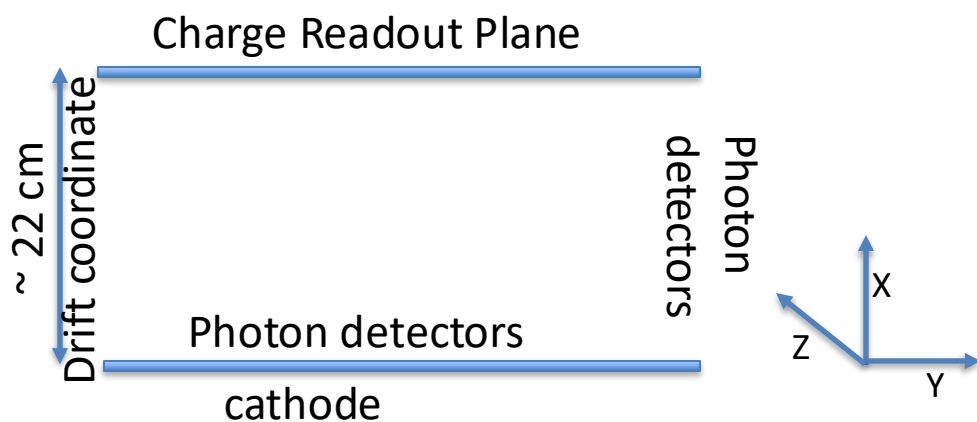 Charge Readout Plane
~ 22 cm
Drift coordinate
Photon
detectors
Photon detectors
cathode
X
Z
Y